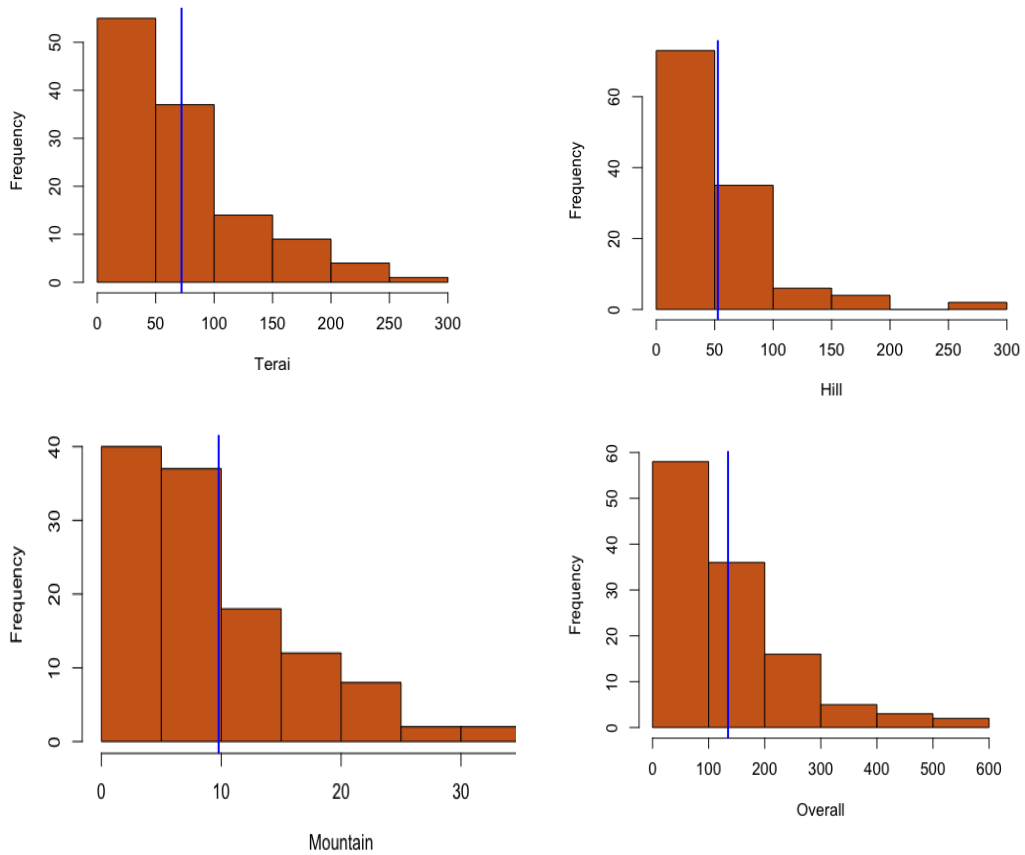 Frequency
0 10 20 30 40 50
0 50 100 150 200 250 300
Terai
Frequency
0 20 40 60
0 50 100 150 200 250 300
Hill
Frequency
0 10 20 30 40
0 10 20 30
Mountain
Frequency
0 10 20 30 40 50 60
0 100 200 300 400 500 600
Overall